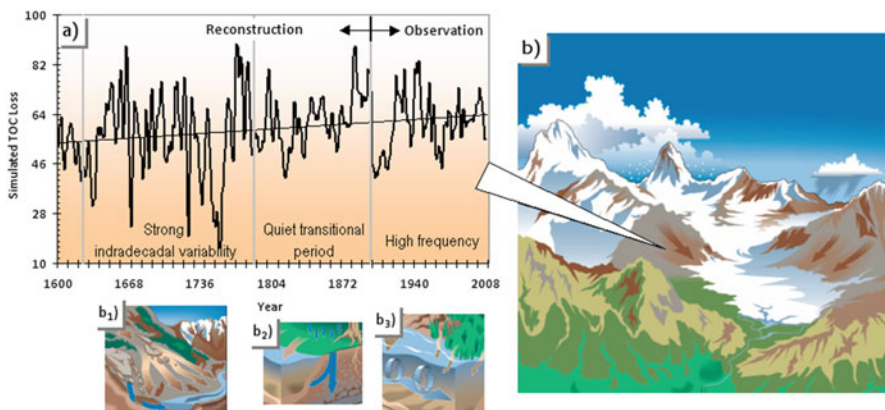 a)
Reconstruction
Observation
b)
100
82
64
46
28
10
Simulated TOC Loss
Strong
indradecadal variability
Quiet transitional
period
High frequency
1600
1668
1736
1804
1872
1940
2008
Year
b1)
b2)
b3)